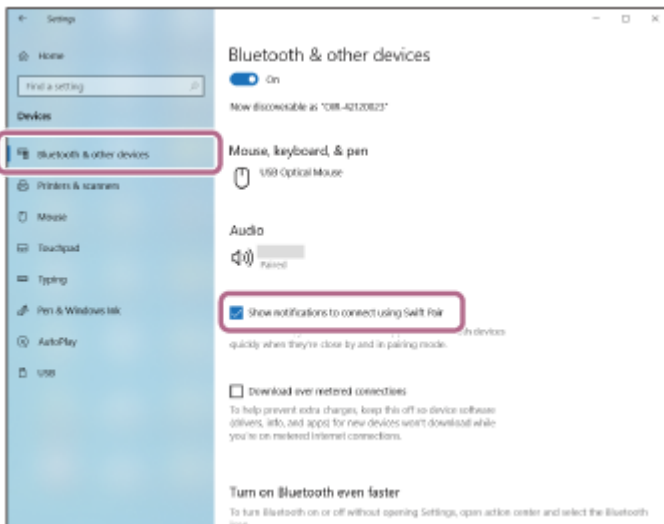 Settings
Home
Find a setting
Devices
Bluetooth & other devices
Printers & scanners
Mouse
Touchpad
Typing
Pen & Windows Ink
AutoPlay
USB
Bluetooth & other devices
On
Now discoverable as
Mouse, keyboard, & pen
USB Optical Mouse
Audio
Paired
Show notifications to connect using Swift Pair
devices
quickly when they're close by and in pairing mode.
Download over metered connections
To help prevent extra charges, keep this off so device software
(drivers, info, and apps) for new devices won't download while
you're on metered Internet connections.
Turn on Bluetooth even faster
To turn Bluetooth on or off without opening Settings, open action center and select the Bluetooth